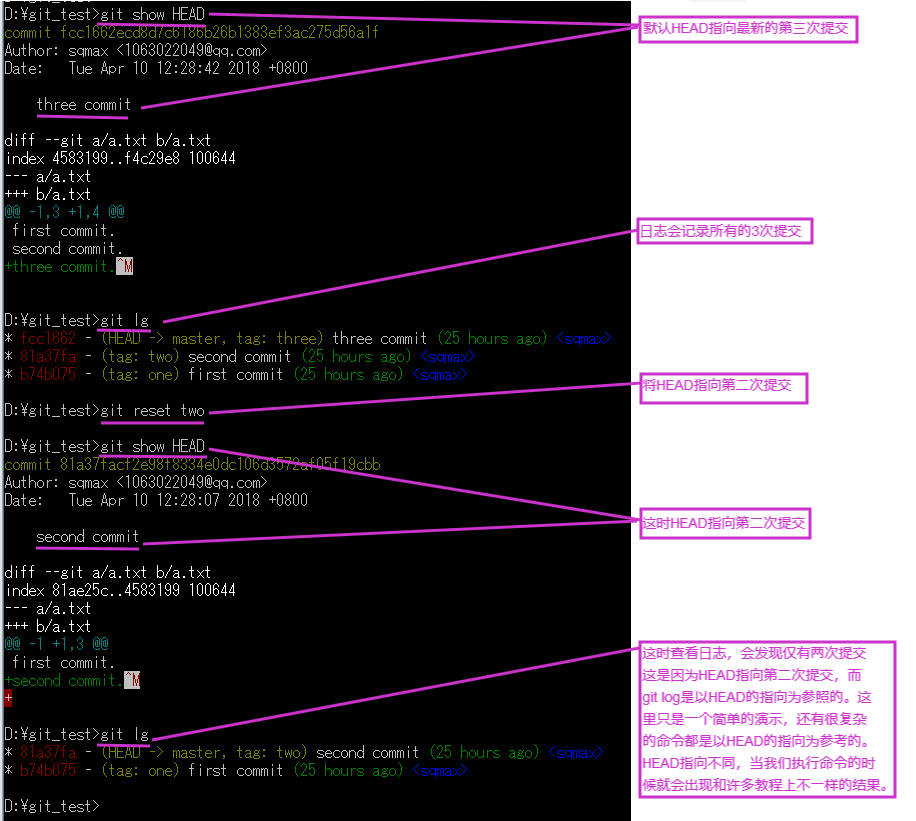 D:\git_test>git show HEAD
commit fcc1662ecd8d7c6186b26b1383ef3ac275d56a1f
Author: sqmax <1063022049@qq.com>
Date:   Tue Apr 10 12:28:42 2018 +0800
three commit
diff --git a/a.txt b/a.txt
index 4583199..f4c29e8 100644
--- a/a.txt
+++ b/a.txt
@@ -1,3 +1,4 @@
first commit.
second commit.
+three commit.^M
D:\git_test>git lg
* fcc1662 - (HEAD -> master, tag: three) three commit (25 hours ago) <sqmax>
* 81a37fa - (tag: two) second commit (25 hours ago) <sqmax>
* b74b075 - (tag: one) first commit (25 hours ago) <sqmax>
D:\git_test>git reset two
D:\git_test>git show HEAD
commit 81a37facf2e98f8334e0dc106d3572af05f19cbb
Author: sqmax <1063022049@qq.com>
Date:   Tue Apr 10 12:28:07 2018 +0800
second commit
diff --git a/a.txt b/a.txt
index 81ae25c..4583199 100644
--- a/a.txt
+++ b/a.txt
@@ -1 +1,3 @@
first commit.
+second commit.^M
+
D:\git_test>git lg
* 81a37fa - (HEAD -> master, tag: two) second commit (25 hours ago) <sqmax>
* b74b075 - (tag: one) first commit (25 hours ago) <sqmax>
D:\git_test>
默认HEAD指向最新的第三次提交
日志会记录所有的3次提交
将HEAD指向第二次提交
这时HEAD指向第二次提交
这时查看日志，会发现仅有两次提交
这是因为HEAD指向第二次提交，而
git log是以HEAD的指向为参照的。这
里只是一个简单的演示，还有很复杂
的命令都是以HEAD的指向为参考的。
HEAD指向不同，当我们执行命令的时
候就会出现和许多教程上不一样的结果。